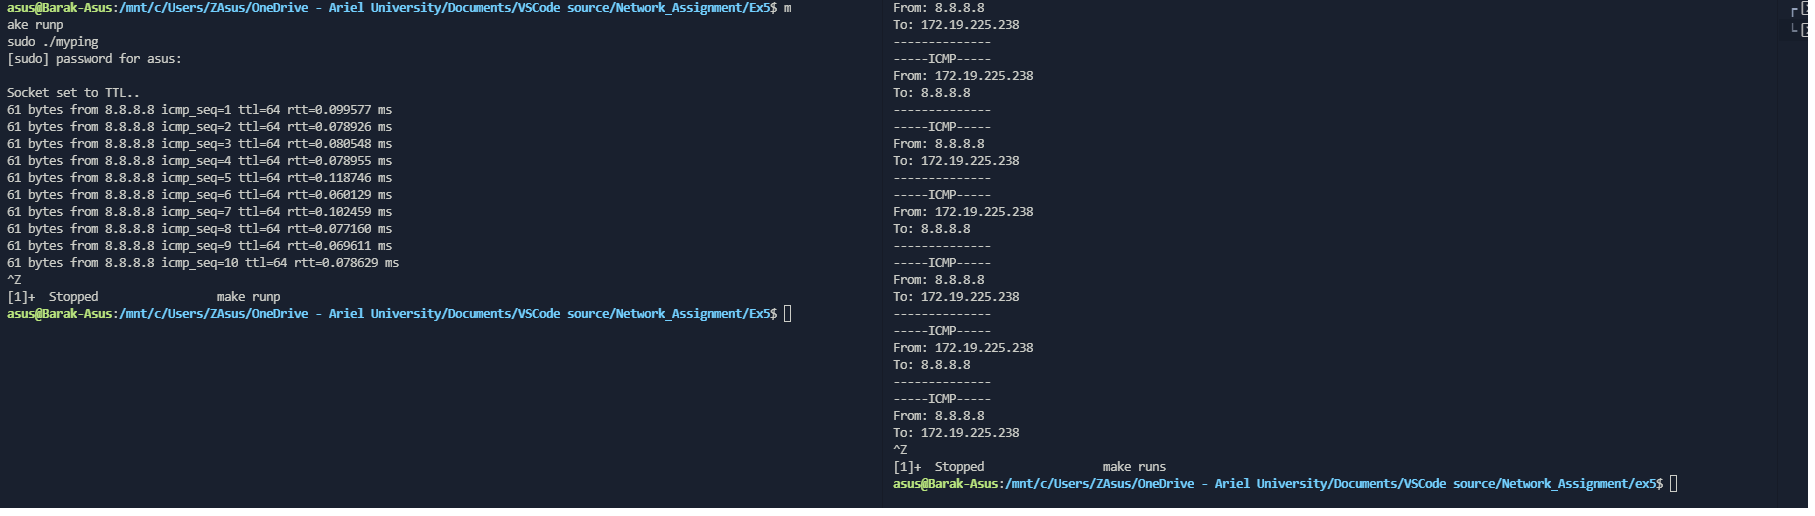 asus@Barak-Asus:/mnt/c/Users/ZAsus/OneDrive - Ariel University/Documents/VSCode source/Network_Assignment/Ex5$ m
ake runp
sudo ./myping
[sudo] password for asus:
Socket set to TTL..
61 bytes from 8.8.8.8 icmp_seq=1 ttl=64 rtt=0.099577 ms
61 bytes from 8.8.8.8 icmp_seq=2 ttl=64 rtt=0.078926 ms
61 bytes from 8.8.8.8 icmp_seq=3 ttl=64 rtt=0.080548 ms
61 bytes from 8.8.8.8 icmp_seq=4 ttl=64 rtt=0.078955 ms
61 bytes from 8.8.8.8 icmp_seq=5 ttl=64 rtt=0.118746 ms
61 bytes from 8.8.8.8 icmp_seq=6 ttl=64 rtt=0.060129 ms
61 bytes from 8.8.8.8 icmp_seq=7 ttl=64 rtt=0.102459 ms
61 bytes from 8.8.8.8 icmp_seq=8 ttl=64 rtt=0.077160 ms
61 bytes from 8.8.8.8 icmp_seq=9 ttl=64 rtt=0.069611 ms
61 bytes from 8.8.8.8 icmp_seq=10 ttl=64 rtt=0.078629 ms
^Z
[1]+  Stopped                 make runp
asus@Barak-Asus:/mnt/c/Users/ZAsus/OneDrive - Ariel University/Documents/VSCode source/Network_Assignment/Ex5$
From: 8.8.8.8
To: 172.19.225.238
--------------
-----ICMP-----
From: 172.19.225.238
To: 8.8.8.8
--------------
-----ICMP-----
From: 8.8.8.8
To: 172.19.225.238
--------------
-----ICMP-----
From: 172.19.225.238
To: 8.8.8.8
--------------
-----ICMP-----
From: 8.8.8.8
To: 172.19.225.238
--------------
-----ICMP-----
From: 172.19.225.238
To: 8.8.8.8
--------------
-----ICMP-----
From: 8.8.8.8
To: 172.19.225.238
^Z
[1]+  Stopped                 make runs
asus@Barak-Asus:/mnt/c/Users/ZAsus/OneDrive - Ariel University/Documents/VSCode source/Network_Assignment/ex5$